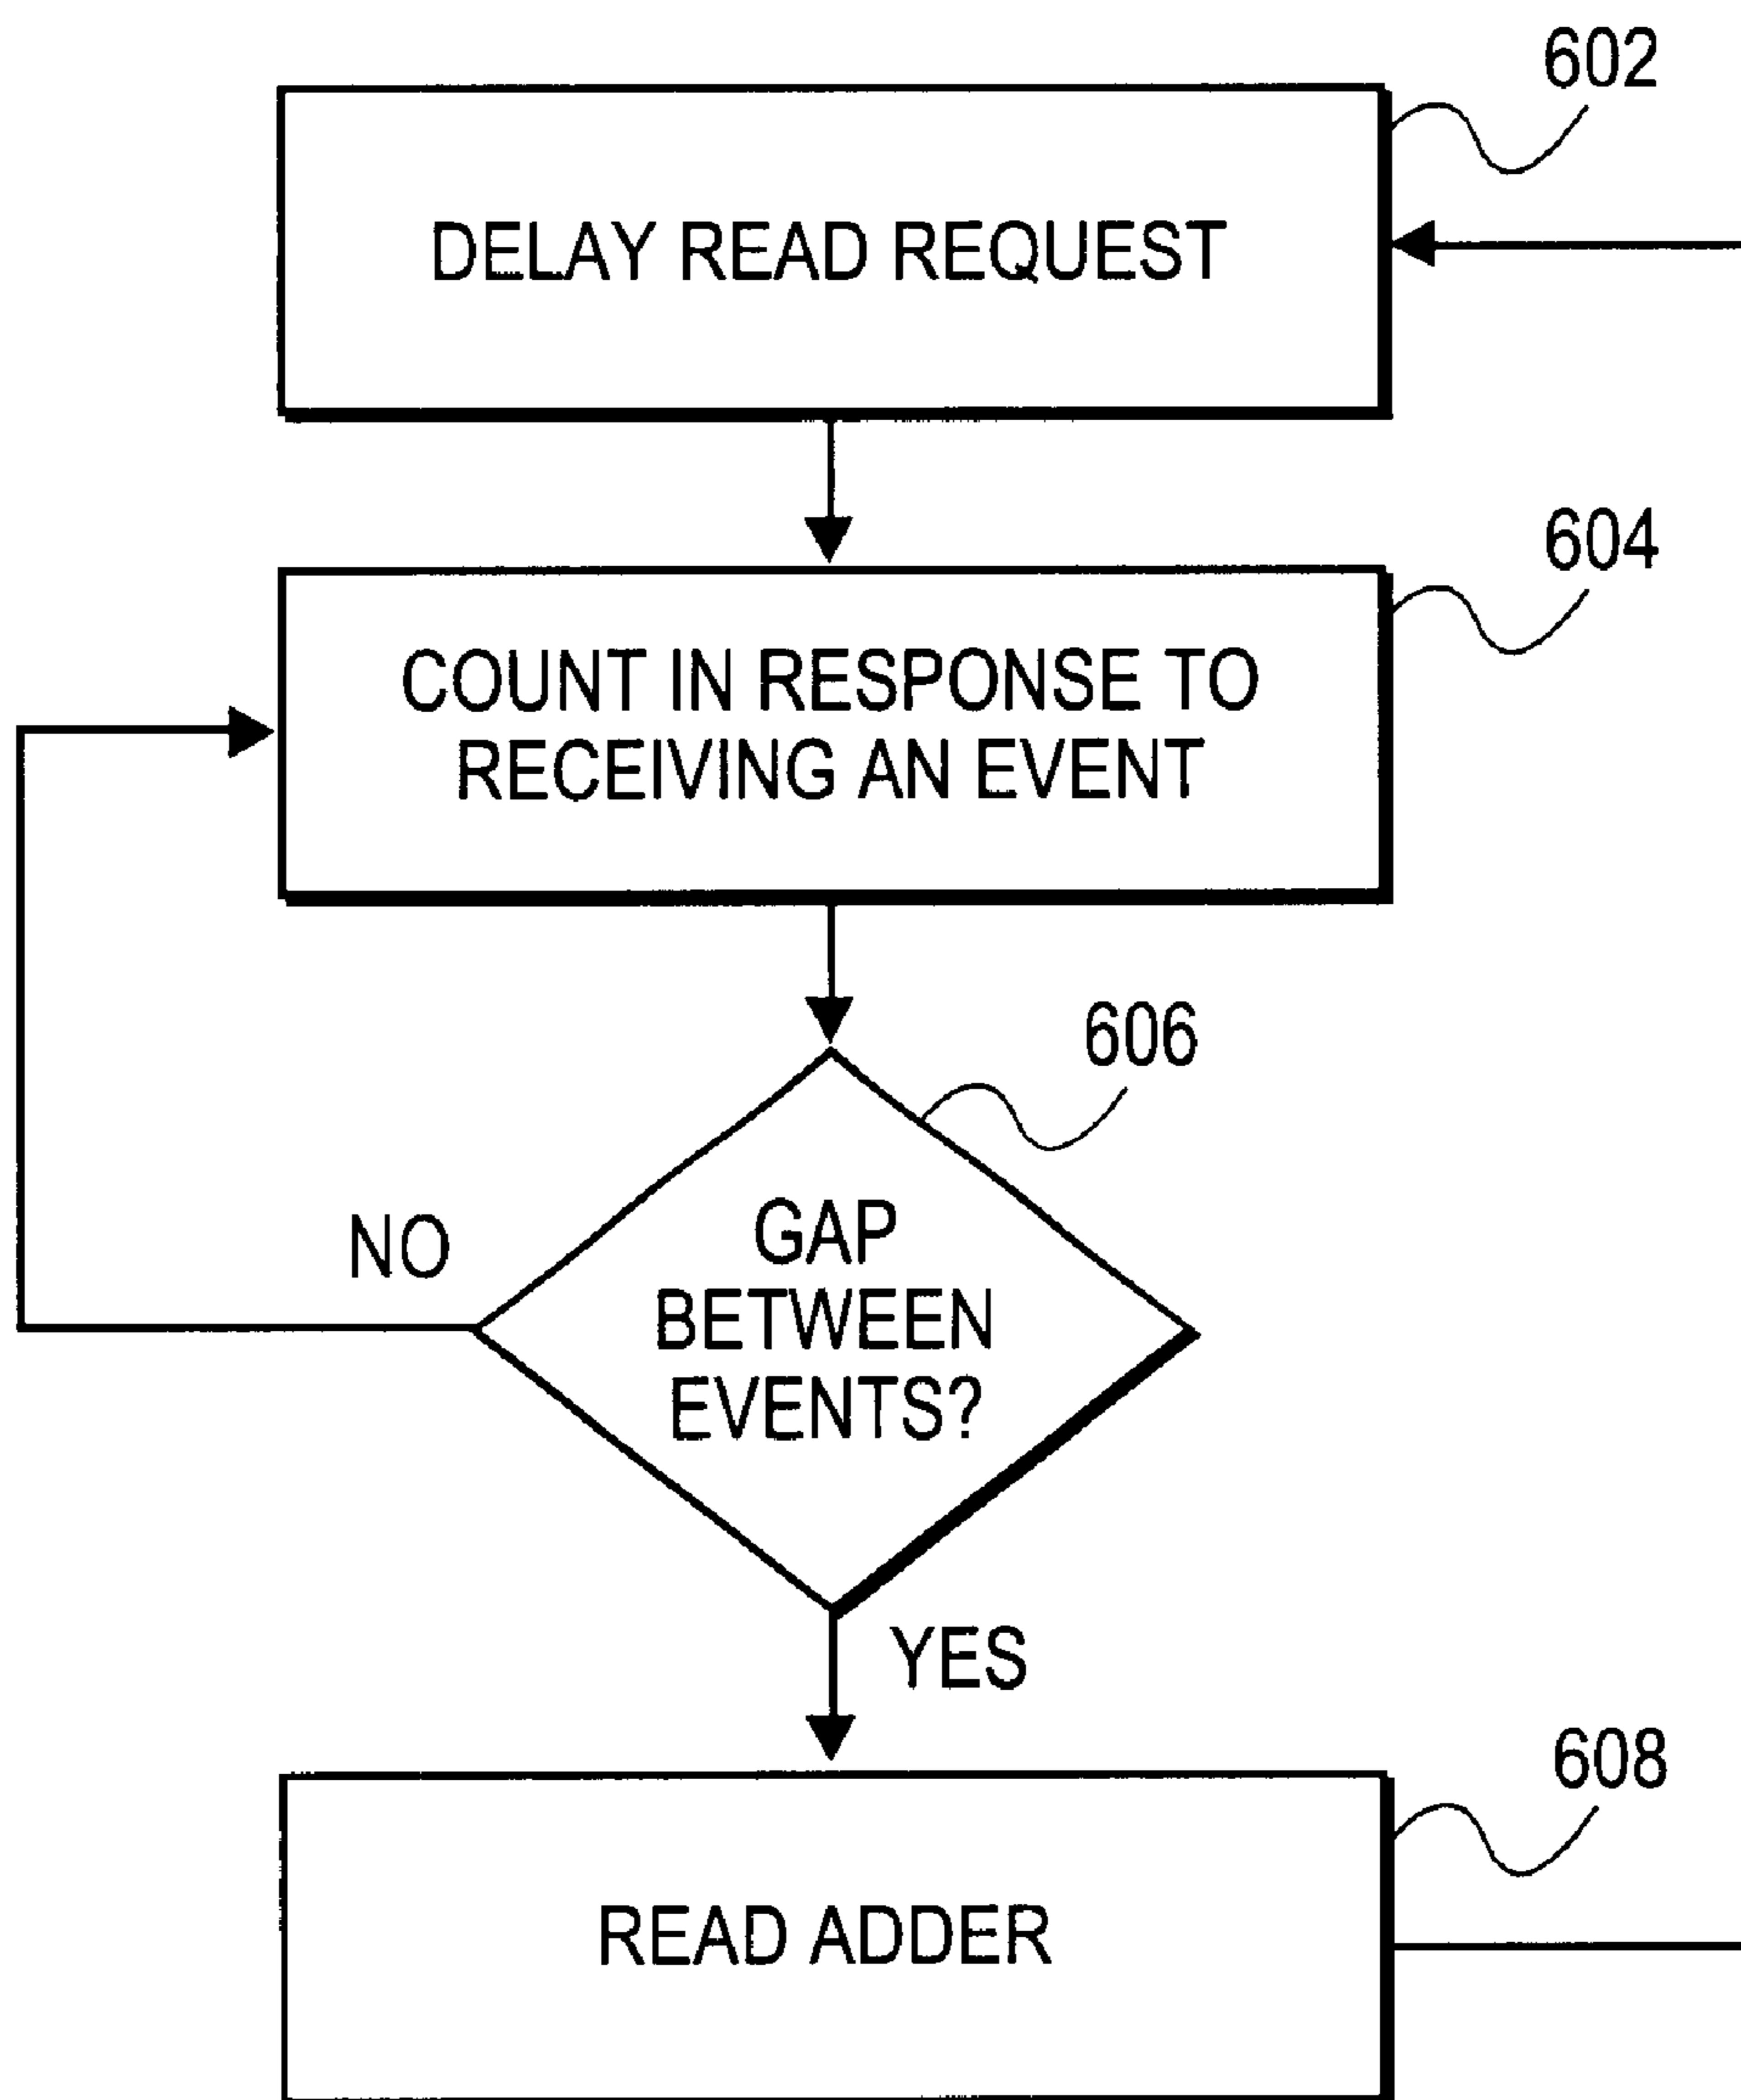 602
DELAY READ REQUEST
604
COUNT IN RESPONSE TO
RECEIVING AN EVENT
606
GAP
BETWEEN
EVENTS?
NO
YES
608
READ ADDER